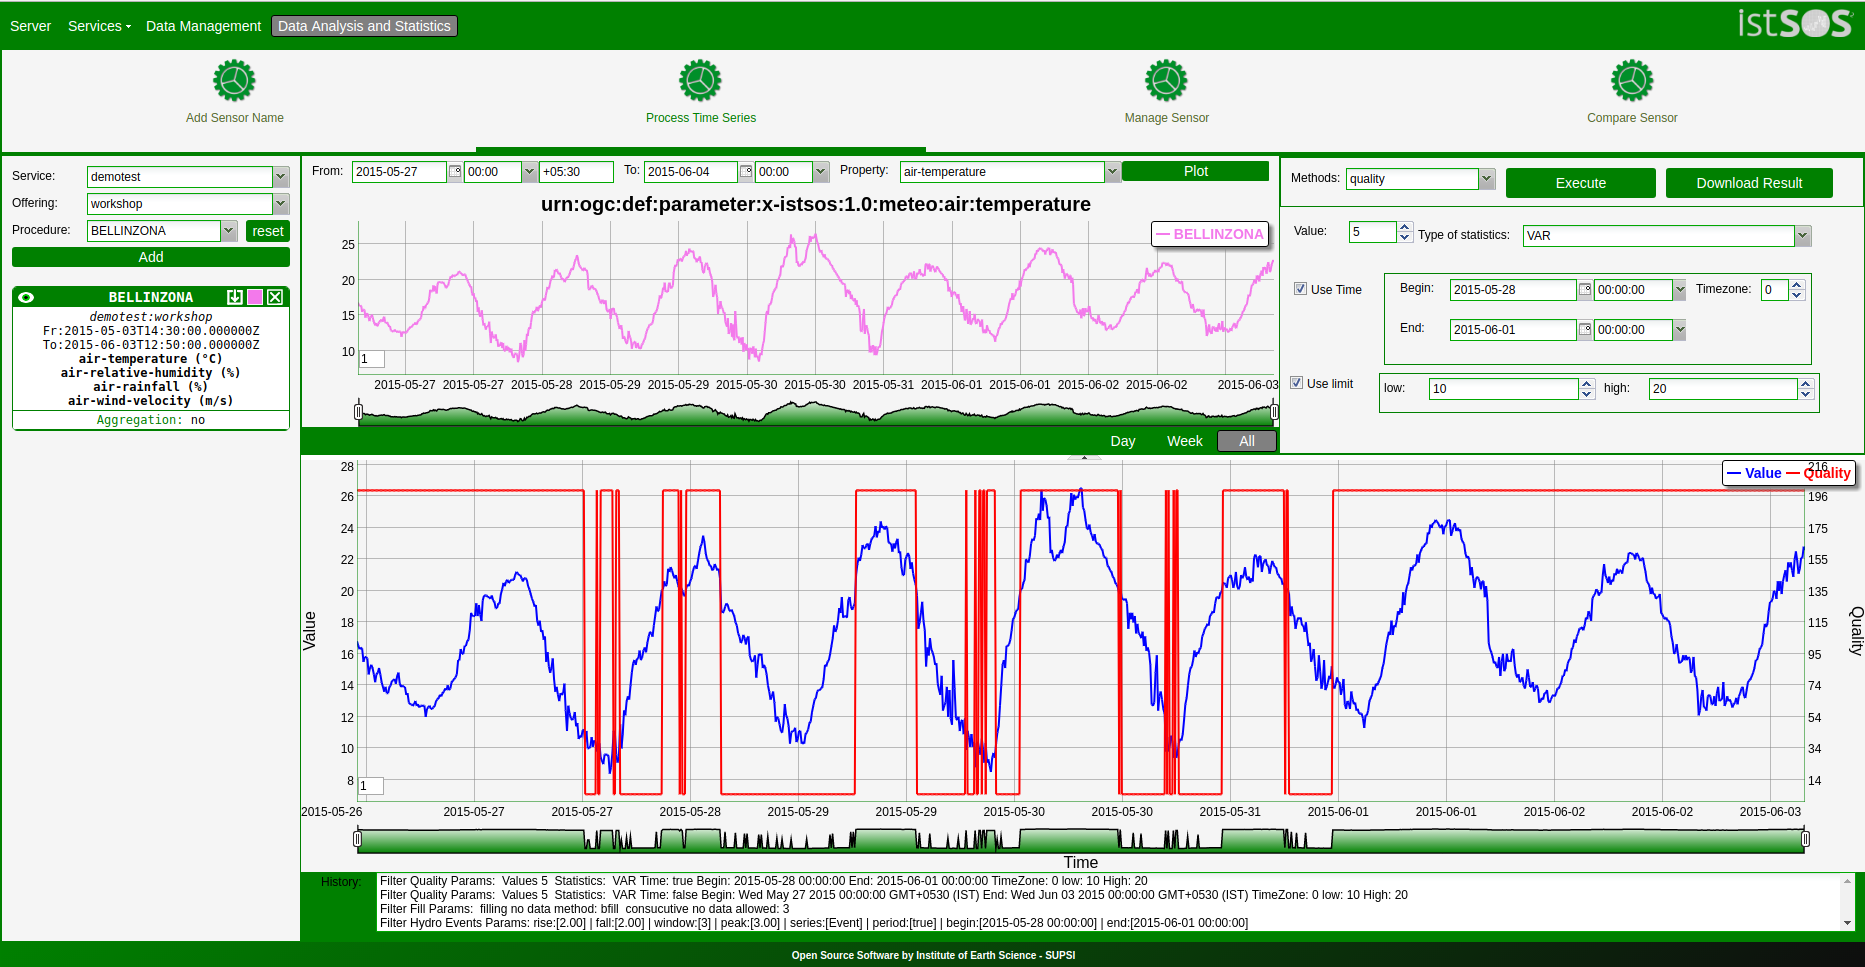 Server Services Data Management Data Analysis and Statistics istSOS
Add Sensor Name Process Time Series Manage Sensor Compare Sensor
Service: demotest
Offering: workshop
Procedure: BELLINZONA reset
Add
BELLINZONA
demotest:workshop
Fr:2015-05-03T14:30:00.000000Z
To:2015-06-03T12:50:00.000000Z
air-temperature (°C)
air-relative-humidity (%)
air-rainfall (%)
air-wind-velocity (m/s)
Aggregation: no
From: 2015-05-27 00:00 +05:30 To: 2015-06-04 00:00 Property: air-temperature Plot
urn:ogc:def:parameter:x-istsos:1.0:meteo:air:temperature
BELLINZONA
25
20
15
10
1
2015-05-27 2015-05-27 2015-05-28 2015-05-29 2015-05-29 2015-05-30 2015-05-30 2015-05-31 2015-06-01 2015-06-01 2015-06-02 2015-06-02 2015-06-03
Day Week All
Methods: quality Execute Download Result
Value: 5 Type of statistics: VAR
Use Time Begin: 2015-05-28 00:00:00 Timezone: 0
End: 2015-06-01 00:00:00
Use limit low: 10 high: 20
Value Quality
28 216
26 196
24 175
22 155
20 135
18 115
16 95
14 74
12 54
10 34
8 14
Value
Quality
1
2015-05-26 2015-05-27 2015-05-27 2015-05-28 2015-05-29 2015-05-29 2015-05-30 2015-05-30 2015-05-31 2015-06-01 2015-06-01 2015-06-02 2015-06-02 2015-06-03
Time
History:
Filter Quality Params: Values 5 Statistics: VAR Time: true Begin: 2015-05-28 00:00:00 End: 2015-06-01 00:00:00 TimeZone: 0 low: 10 High: 20
Filter Quality Params: Values 5 Statistics: VAR Time: false Begin: Wed May 27 2015 00:00:00 GMT+0530 (IST) End: Wed Jun 03 2015 00:00:00 GMT+0530 (IST) TimeZone: 0 low: 10 High: 20
Filter Fill Params: filling no data method: bfill consucutive no data allowed: 3
Filter Hydro Events Params: rise:[2.00] | fall:[2.00] | window:[3] | peak:[3.00] | series:[Event] | period:[true] | begin:[2015-05-28 00:00:00] | end:[2015-06-01 00:00:00]
Open Source Software by Institute of Earth Science - SUPSI